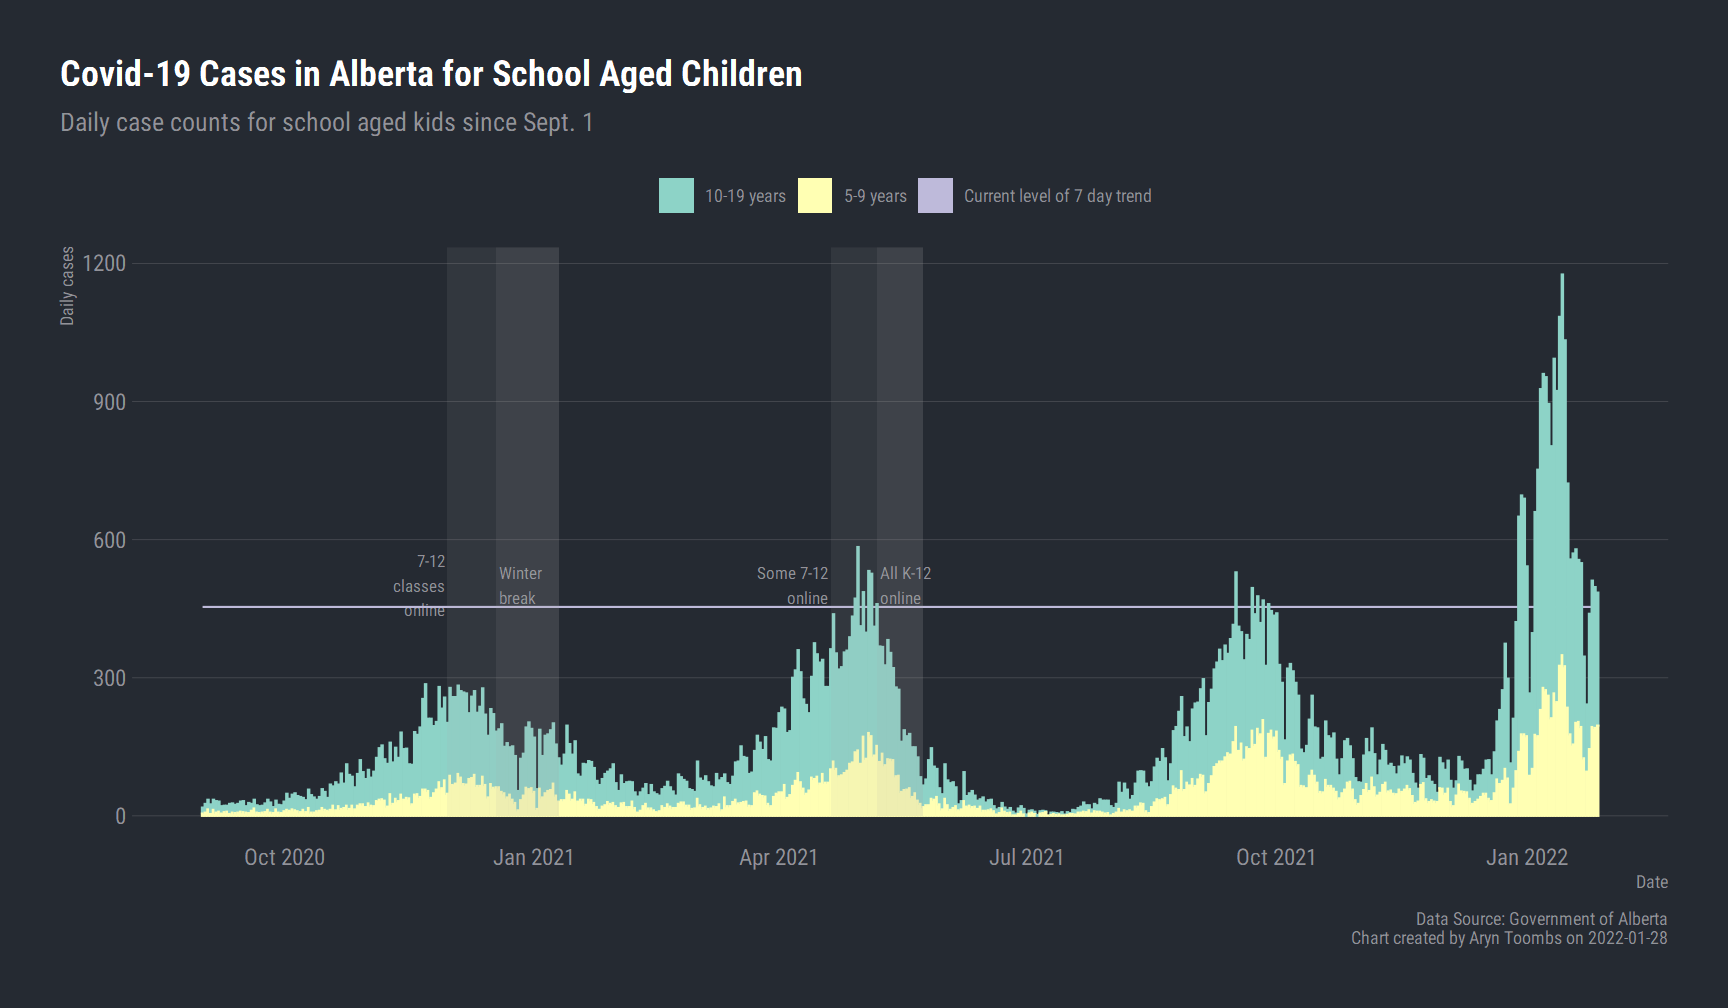 Covid-19 Cases in Alberta for School Aged Children
Daily case counts for school aged kids since Sept. 1
10-19 years
5-9 years
Current level of 7 day trend
Daily cases
1200
900
600
300
0
7-12
classes
online
Winter
break
Some 7-12
online
All K-12
online
Oct 2020
Jan 2021
Apr 2021
Jul 2021
Oct 2021
Jan 2022
Date
Data Source: Government of Alberta
Chart created by Aryn Toombs on 2022-01-28